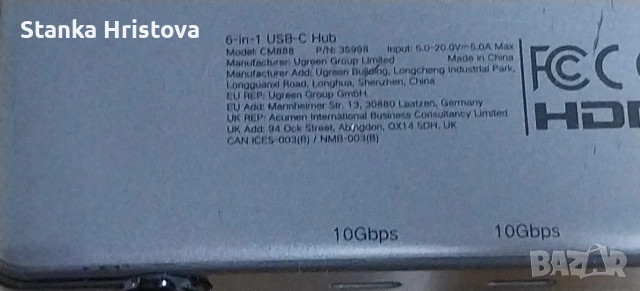 Stanka Hristova
6-in-1 USB-C Hub
Model: CM888 P/N: 35998 Input: 5.0-20.0V⎓5.0A Max
Manufacturer: Ugreen Group Limited Made in China
Manufacturer Add: Ugreen Building, Longcheng Industrial Park,
Longguanxi Road, Longhua, Shenzhen, China
EU REP: Ugreen Group GmbH
EU Add: Mannheimer Str. 13, 30880 Laatzen, Germany
UK REP: Acumen International Business Consultancy Limited
UK Add: 94 Ock Street, Abingdon, OX14 5DH, UK
CAN ICES-003(B) / NMB-003(B)
FCC
10Gbps
10Gbps
BAZAR